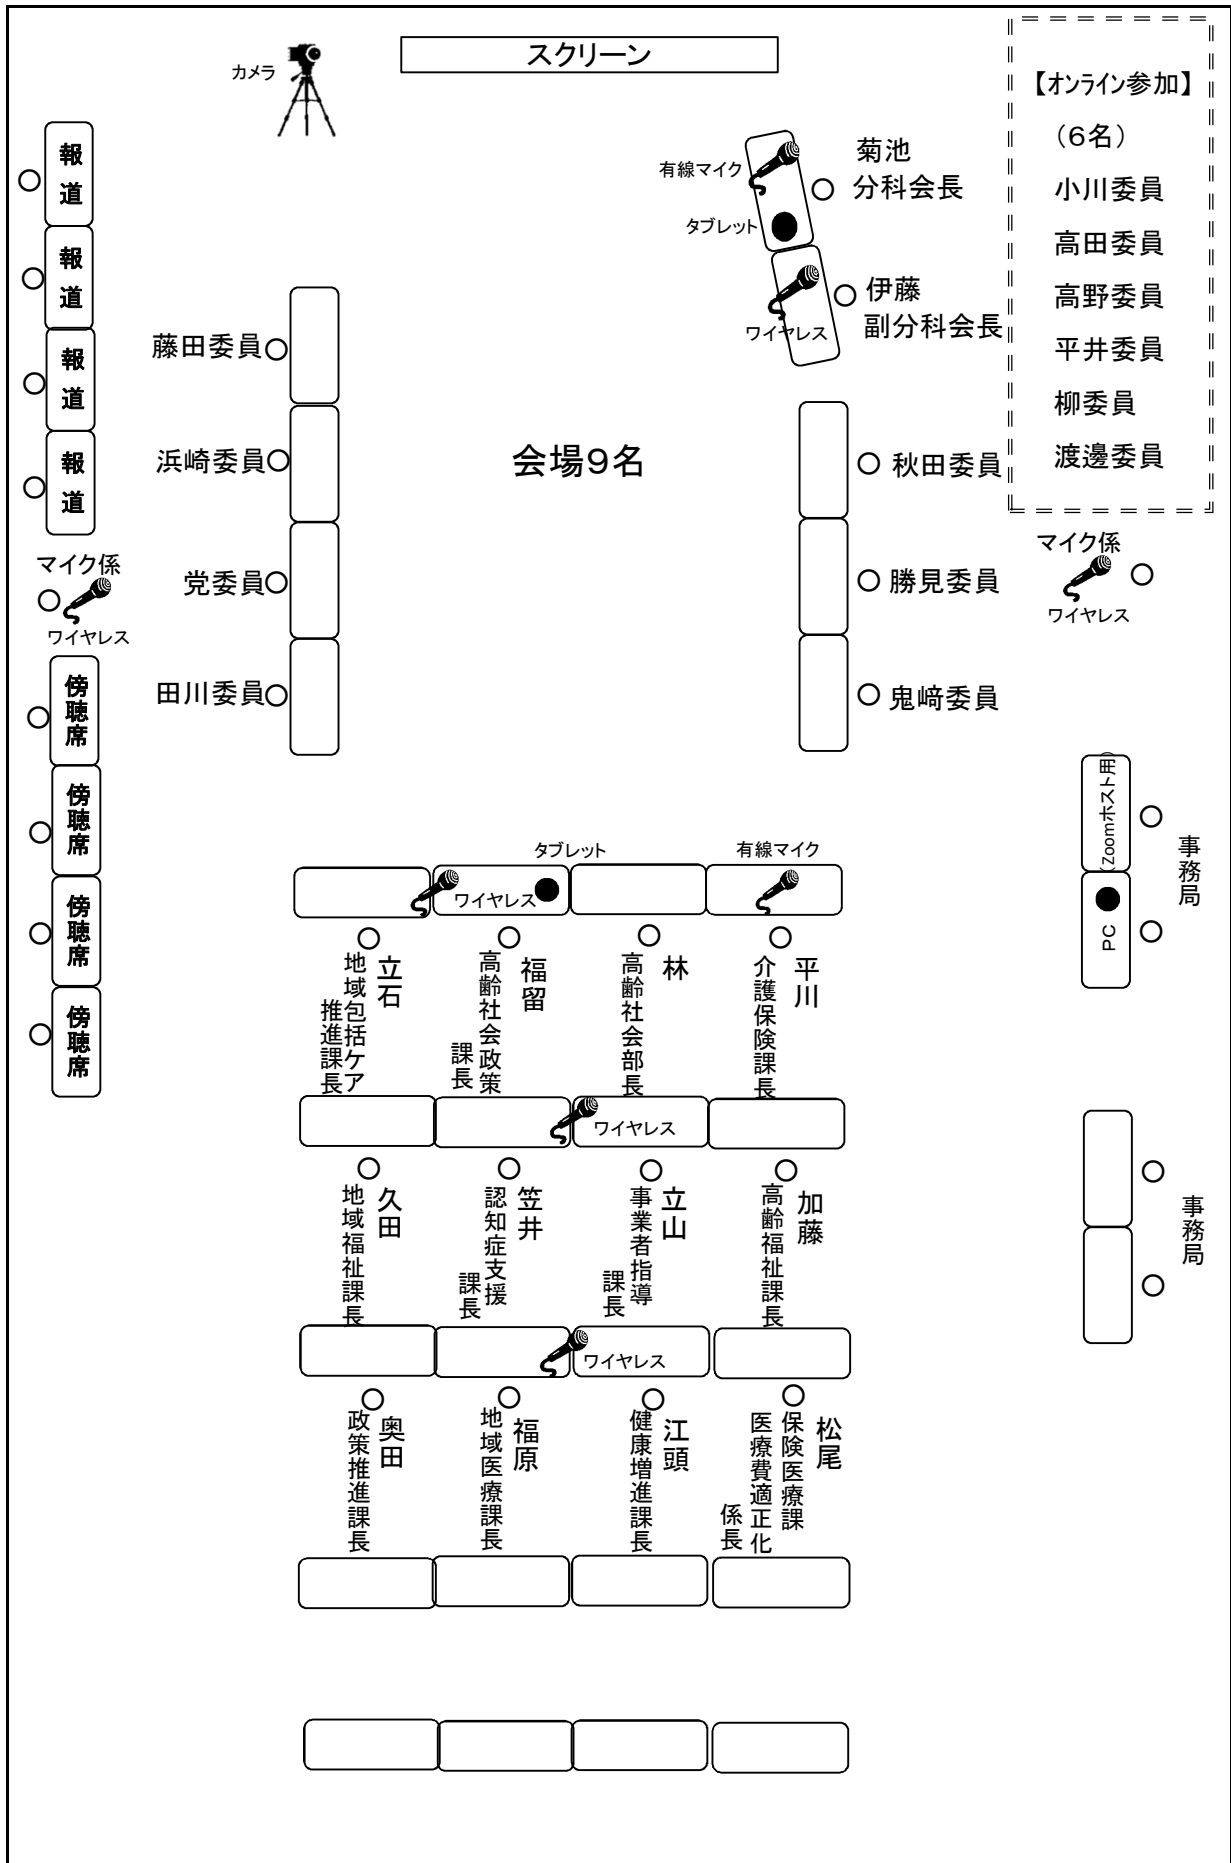 スクリーン
カメラ
【オンライン参加】
（６名）
小川委員
高田委員
高野委員
平井委員
柳委員
渡邊委員
報道
報道
報道
報道
有線マイク
菊池
分科会長
タブレット
伊藤
副分科会長
ワイヤレス
藤田委員
浜崎委員
党委員
田川委員
会場９名
秋田委員
勝見委員
鬼﨑委員
マイク係
ワイヤレス
マイク係
ワイヤレス
傍聴席
傍聴席
傍聴席
傍聴席
（Zoomホスト用）
PC
事務局
事務局
タブレット
有線マイク
ワイヤレス
立石
地域包括ケア
推進課長
福留
高齢社会政策
課長
林
高齢社会部長
平川
介護保険課長
ワイヤレス
久田
地域福祉課長
笠井
認知症支援
課長
立山
事業者指導
課長
加藤
高齢福祉課長
ワイヤレス
奥田
政策推進課長
福原
地域医療課長
江頭
健康増進課長
松尾
保険医療課
医療費適正化
係長